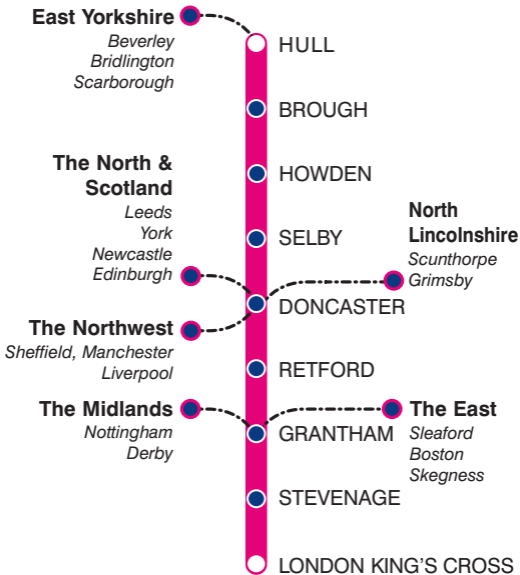 East Yorkshire
Beverley
Bridlington
Scarborough
HULL
BROUGH
HOWDEN
The North &
Scotland
Leeds
York
Newcastle
Edinburgh
SELBY
North
Lincolnshire
Scunthorpe
Grimsby
DONCASTER
The Northwest
Sheffield, Manchester
Liverpool
RETFORD
The Midlands
Nottingham
Derby
GRANTHAM
The East
Sleaford
Boston
Skegness
STEVENAGE
LONDON KING'S CROSS